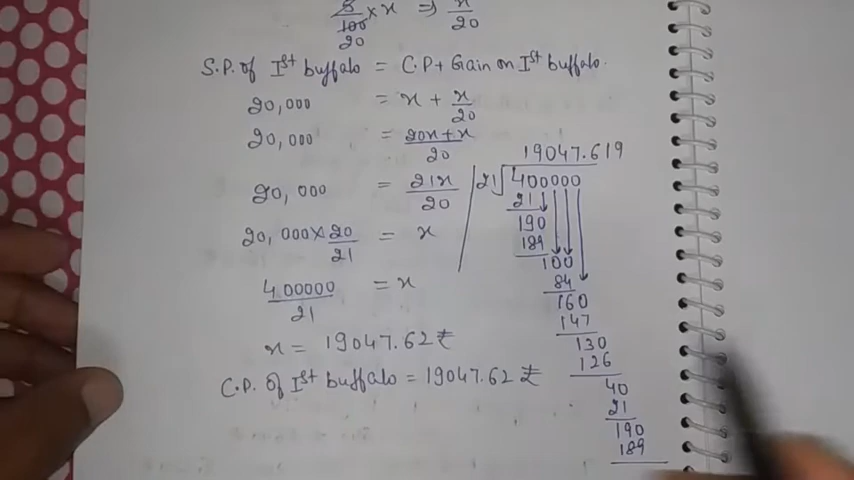 5/100 × x ⇒ x/20
20
S.P. of Ist buffalo = C.P + Gain on Ist buffalo.
20,000 = x + x/20
20,000 = 20x + x/20
20,000 = 21x/20
20,000 × 20/21 = x
4.00000/21 = x
x = 19047.62 ₹
C.P. of Ist buffalo = 19047.62 ₹
19047.619
21 √400000
21
190
189
100
84
160
147
130
126
40
21
190
189